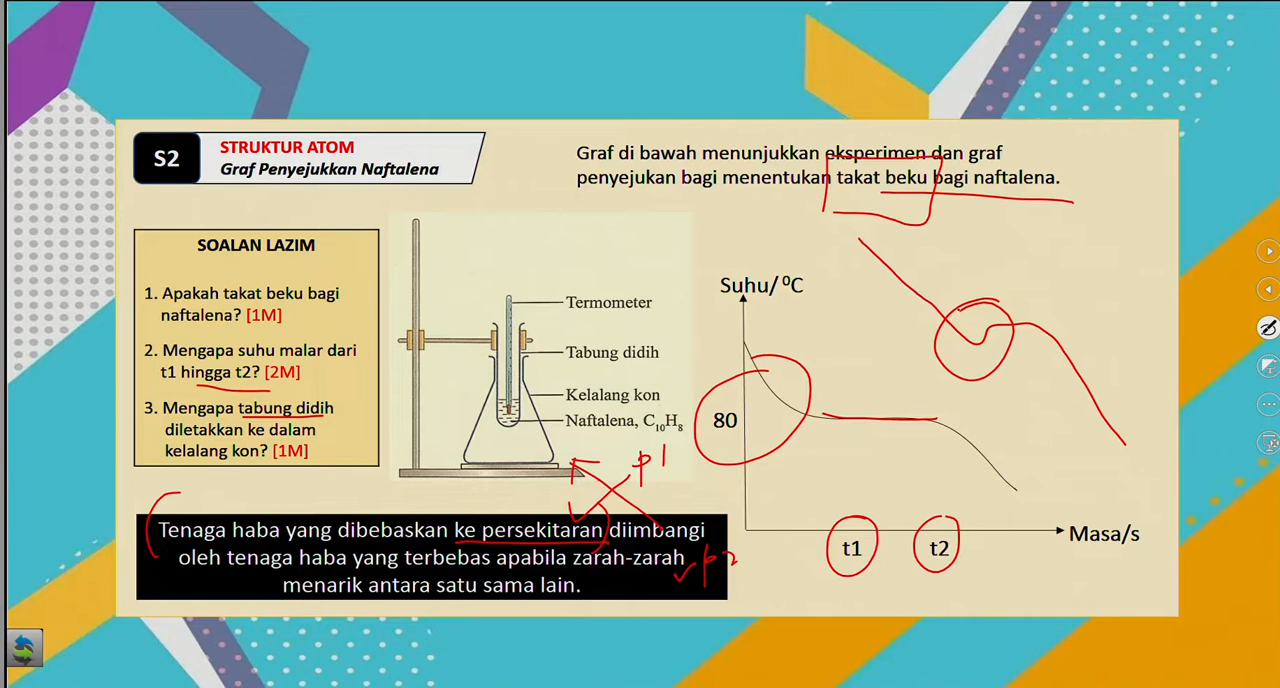 S2
STRUKTUR ATOM
Graf Penyejukkan Naftalena
Graf di bawah menunjukkan eksperimen dan graf
penyejukan bagi menentukan takat beku bagi naftalena.
SOALAN LAZIM
1. Apakah takat beku bagi
naftalena? [1M]
2. Mengapa suhu malar dari
t1 hingga t2? [2M]
3. Mengapa tabung didih
diletakkan ke dalam
kelalang kon? [1M]
Termometer
Tabung didih
Kelalang kon
Naftalena, C₁₀H₈
Suhu/ ⁰C
80
t1
t2
Masa/s
p1
Tenaga haba yang dibebaskan ke persekitaran diimbangi
oleh tenaga haba yang terbebas apabila zarah-zarah
menarik antara satu sama lain.
p2